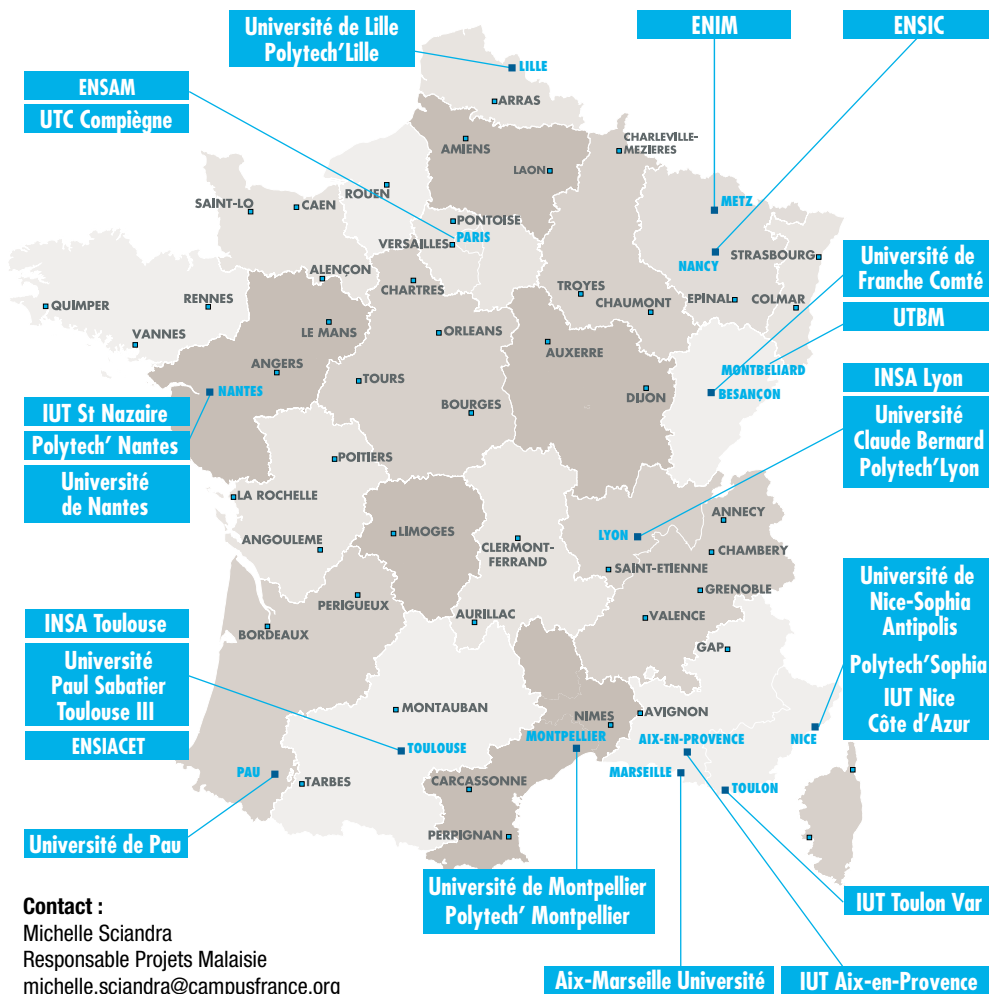 Université de Lille
Polytech'Lille
ENIM
ENSIC
ENSAM
UTC Compiègne
LILLE
ARRAS
AMIENS
CHARLEVILLE-
MEZIERES
LAON
ROUEN
SAINT-LO
CAEN
METZ
PONTOISE
PARIS
VERSAILLES
STRASBOURG
NANCY
Université de
Franche Comté
ALENÇON
CHARTRES
TROYES
CHAUMONT
EPINAL
COLMAR
QUIMPER
RENNES
UTBM
LE MANS
ORLEANS
VANNES
AUXERRE
ANGERS
MONTBELIARD
TOURS
NANTES
DIJON
BESANÇON
INSA Lyon
IUT St Nazaire
Polytech' Nantes
Université
de Nantes
BOURGES
Université
Claude Bernard
Polytech'Lyon
POITIERS
LA ROCHELLE
ANNECY
LIMOGES
LYON
ANGOULEME
CLERMONT-
FERRAND
CHAMBERY
SAINT-ETIENNE
Université de
Nice-Sophia
Antipolis
Polytech'Sophia
IUT Nice
Côte d'Azur
GRENOBLE
PERIGUEUX
AURILLAC
VALENCE
BORDEAUX
INSA Toulouse
Université
Paul Sabatier
Toulouse III
ENSIACET
GAP
MONTAUBAN
NIMES
AVIGNON
MONTPELLIER
AIX-EN-PROVENCE
NICE
TOULOUSE
PAU
TARBES
CARCASSONNE
MARSEILLE
TOULON
PERPIGNAN
Université de Pau
Université de Montpellier
Polytech' Montpellier
IUT Toulon Var
Contact :
Michelle Sciandra
Responsable Projets Malaisie
michelle.sciandra@campusfrance.org
Aix-Marseille Université
IUT Aix-en-Provence